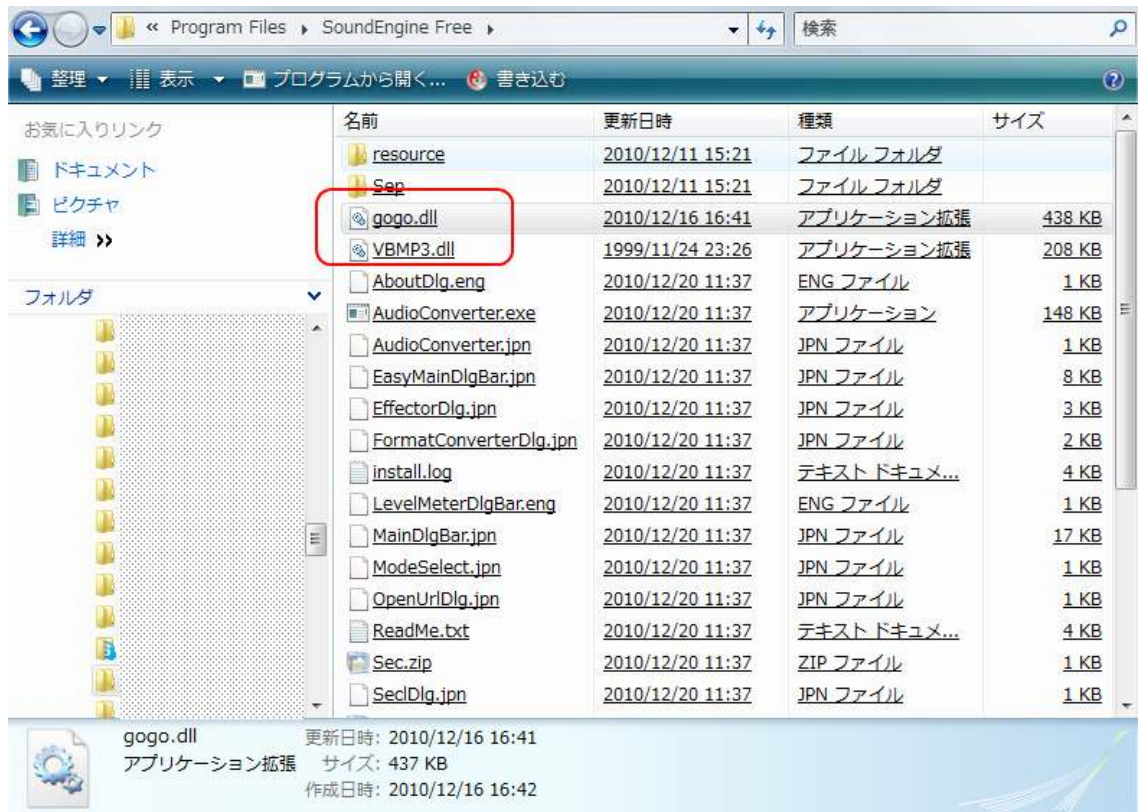 « Program Files ▸ SoundEngine Free ▸ 検索
整理 表示 プログラムから開く... 書き込む
お気に入りリンク
ドキュメント
ピクチャ
詳細 »
フォルダ
名前 更新日時 種類 サイズ
resource 2010/12/11 15:21 ファイル フォルダ
Sep 2010/12/11 15:21 ファイル フォルダ
gogo.dll 2010/12/16 16:41 アプリケーション拡張 438 KB
VBMP3.dll 1999/11/24 23:26 アプリケーション拡張 208 KB
AboutDlg.eng 2010/12/20 11:37 ENG ファイル 1 KB
AudioConverter.exe 2010/12/20 11:37 アプリケーション 148 KB
AudioConverter.jpn 2010/12/20 11:37 JPN ファイル 1 KB
EasyMainDlgBar.jpn 2010/12/20 11:37 JPN ファイル 8 KB
EffectorDlg.jpn 2010/12/20 11:37 JPN ファイル 3 KB
FormatConverterDlg.jpn 2010/12/20 11:37 JPN ファイル 2 KB
install.log 2010/12/20 11:37 テキスト ドキュメ... 4 KB
LevelMeterDlgBar.eng 2010/12/20 11:37 ENG ファイル 1 KB
MainDlgBar.jpn 2010/12/20 11:37 JPN ファイル 17 KB
ModeSelect.jpn 2010/12/20 11:37 JPN ファイル 1 KB
OpenUrlDlg.jpn 2010/12/20 11:37 JPN ファイル 1 KB
ReadMe.txt 2010/12/20 11:37 テキスト ドキュメ... 4 KB
Sec.zip 2010/12/20 11:37 ZIP ファイル 1 KB
SeclDlg.jpn 2010/12/20 11:37 JPN ファイル 1 KB
gogo.dll 更新日時: 2010/12/16 16:41
アプリケーション拡張 サイズ: 437 KB
作成日時: 2010/12/16 16:42